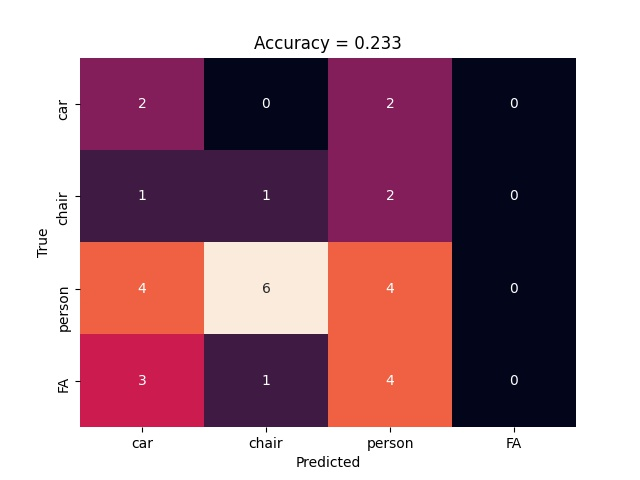 Accuracy = 0.233
True
car 2 0 2 0
chair 1 1 2 0
person 4 6 4 0
FA 3 1 4 0
car chair person FA
Predicted